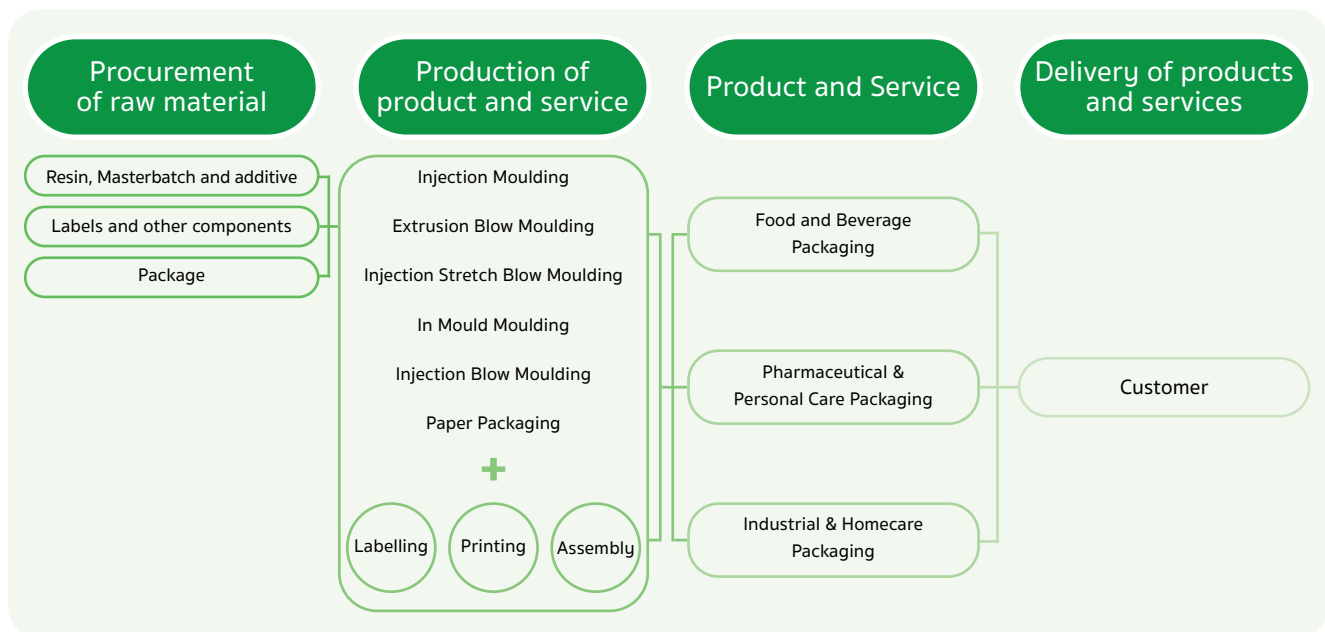 Procurement
of raw material
Production of
product and service
Product and Service
Delivery of products
and services
Resin, Masterbatch and additive
Labels and other components
Package
Injection Moulding
Extrusion Blow Moulding
Injection Stretch Blow Moulding
In Mould Moulding
Injection Blow Moulding
Paper Packaging
+
Labelling
Printing
Assembly
Food and Beverage
Packaging
Pharmaceutical &
Personal Care Packaging
Industrial & Homecare
Packaging
Customer